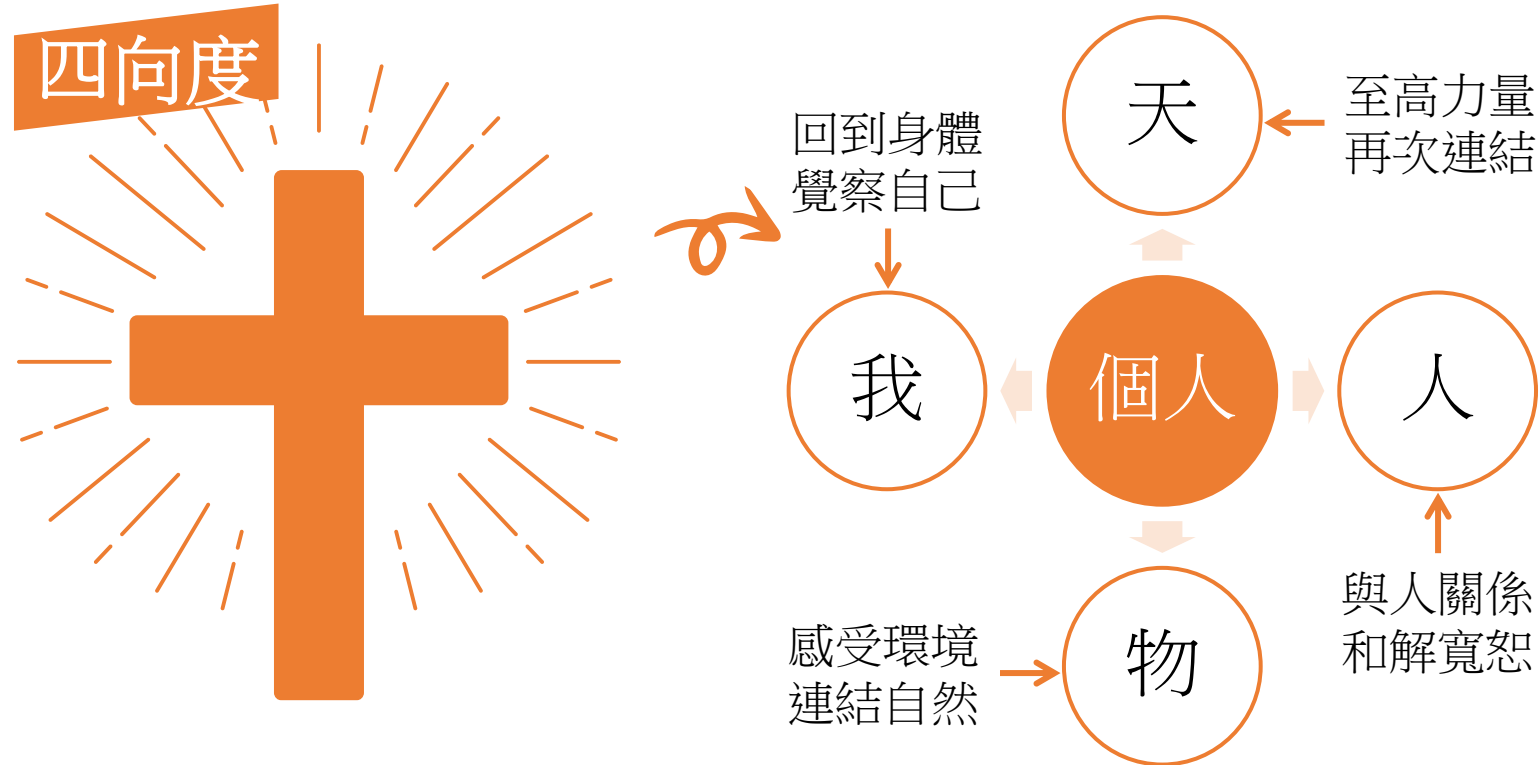 四向度
回到身體
覺察自己
天
至高力量
再次連結
我
個人
人
感受環境
連結自然
物
與人關係
和解寬恕